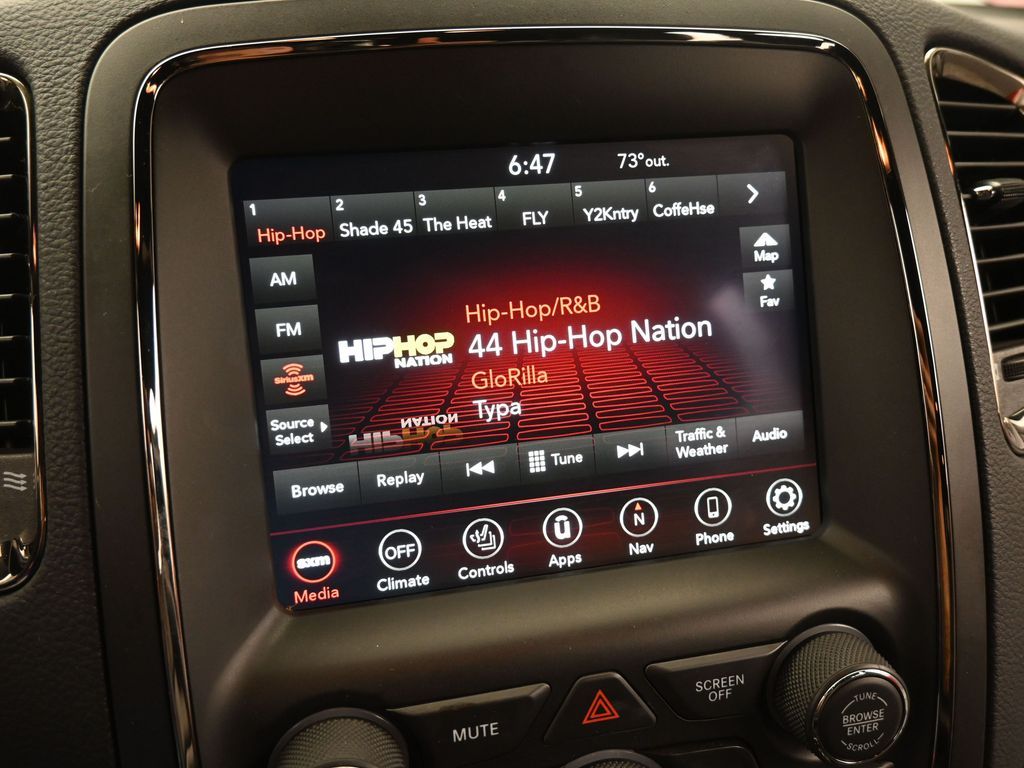 6:47
73°out.
1
Hip-Hop
2
Shade 45
3
The Heat
4
FLY
5
Y2Kntry
6
CoffeHse
AM
Map
Fav
FM
Hip-Hop/R&B
HIPHOP
NATION
44 Hip-Hop Nation
SiriusXM
GloRilla
Typa
Source
Select
Browse
Replay
Tune
Traffic &
Weather
Audio
sxm
Media
OFF
Climate
Controls
ü
Apps
N
Nav
Phone
Settings
MUTE
SCREEN
OFF
TUNE
BROWSE
ENTER
SCROLL